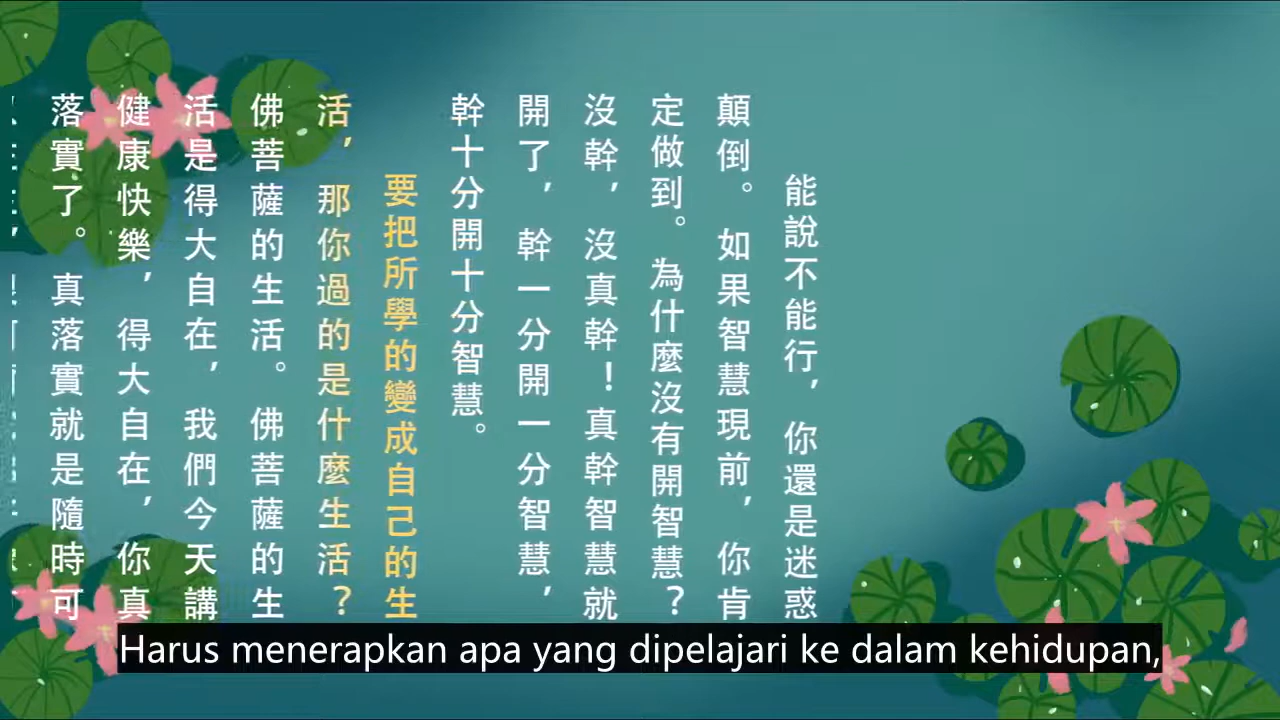 能說不能行，你還是迷惑
顛倒。如果智慧現前，你肯
定做到。為什麼沒有開智慧？
沒幹，沒真幹！真幹智慧就
開了，幹一分開一分智慧，
幹十分開十分智慧。
要把所學的變成自己的生
活，那你過的是什麼生活？
佛菩薩的生活。佛菩薩的生
活是得大自在，我們今天講
健康快樂，得大自在，你真
落實了。真落實就是隨時可
Harus menerapkan apa yang dipelajari ke dalam kehidupan,